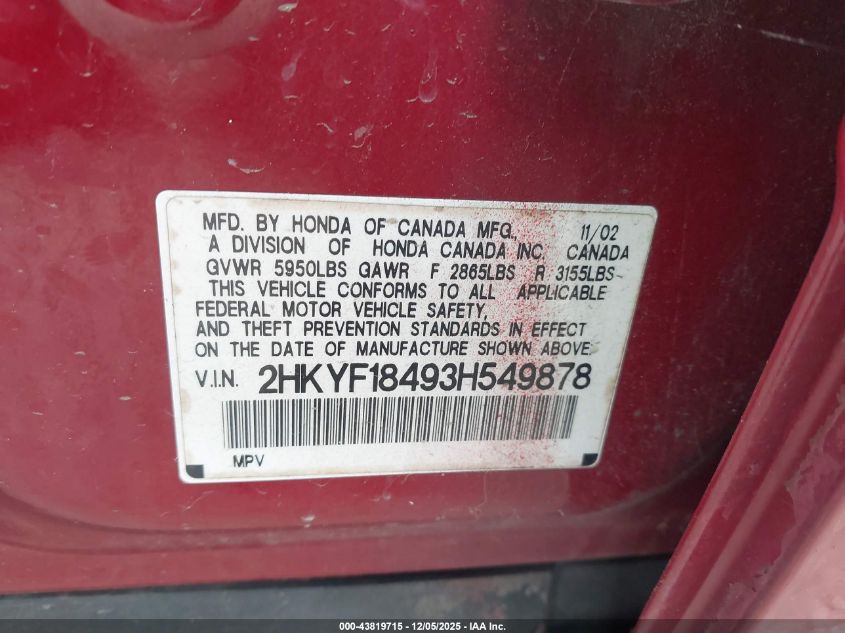 MFD. BY HONDA OF CANADA MFG., 11/02
A DIVISION OF HONDA CANADA INC. CANADA
GVWR 5950LBS GAWR F 2865LBS R 3155LBS
THIS VEHICLE CONFORMS TO ALL APPLICABLE
FEDERAL MOTOR VEHICLE SAFETY,
AND THEFT PREVENTION STANDARDS IN EFFECT
ON THE DATE OF MANUFACTURE SHOWN ABOVE.
V.I.N. 2HKYF18493H549878
MPV
000-43819715 - 12/05/2025 - IAA Inc.